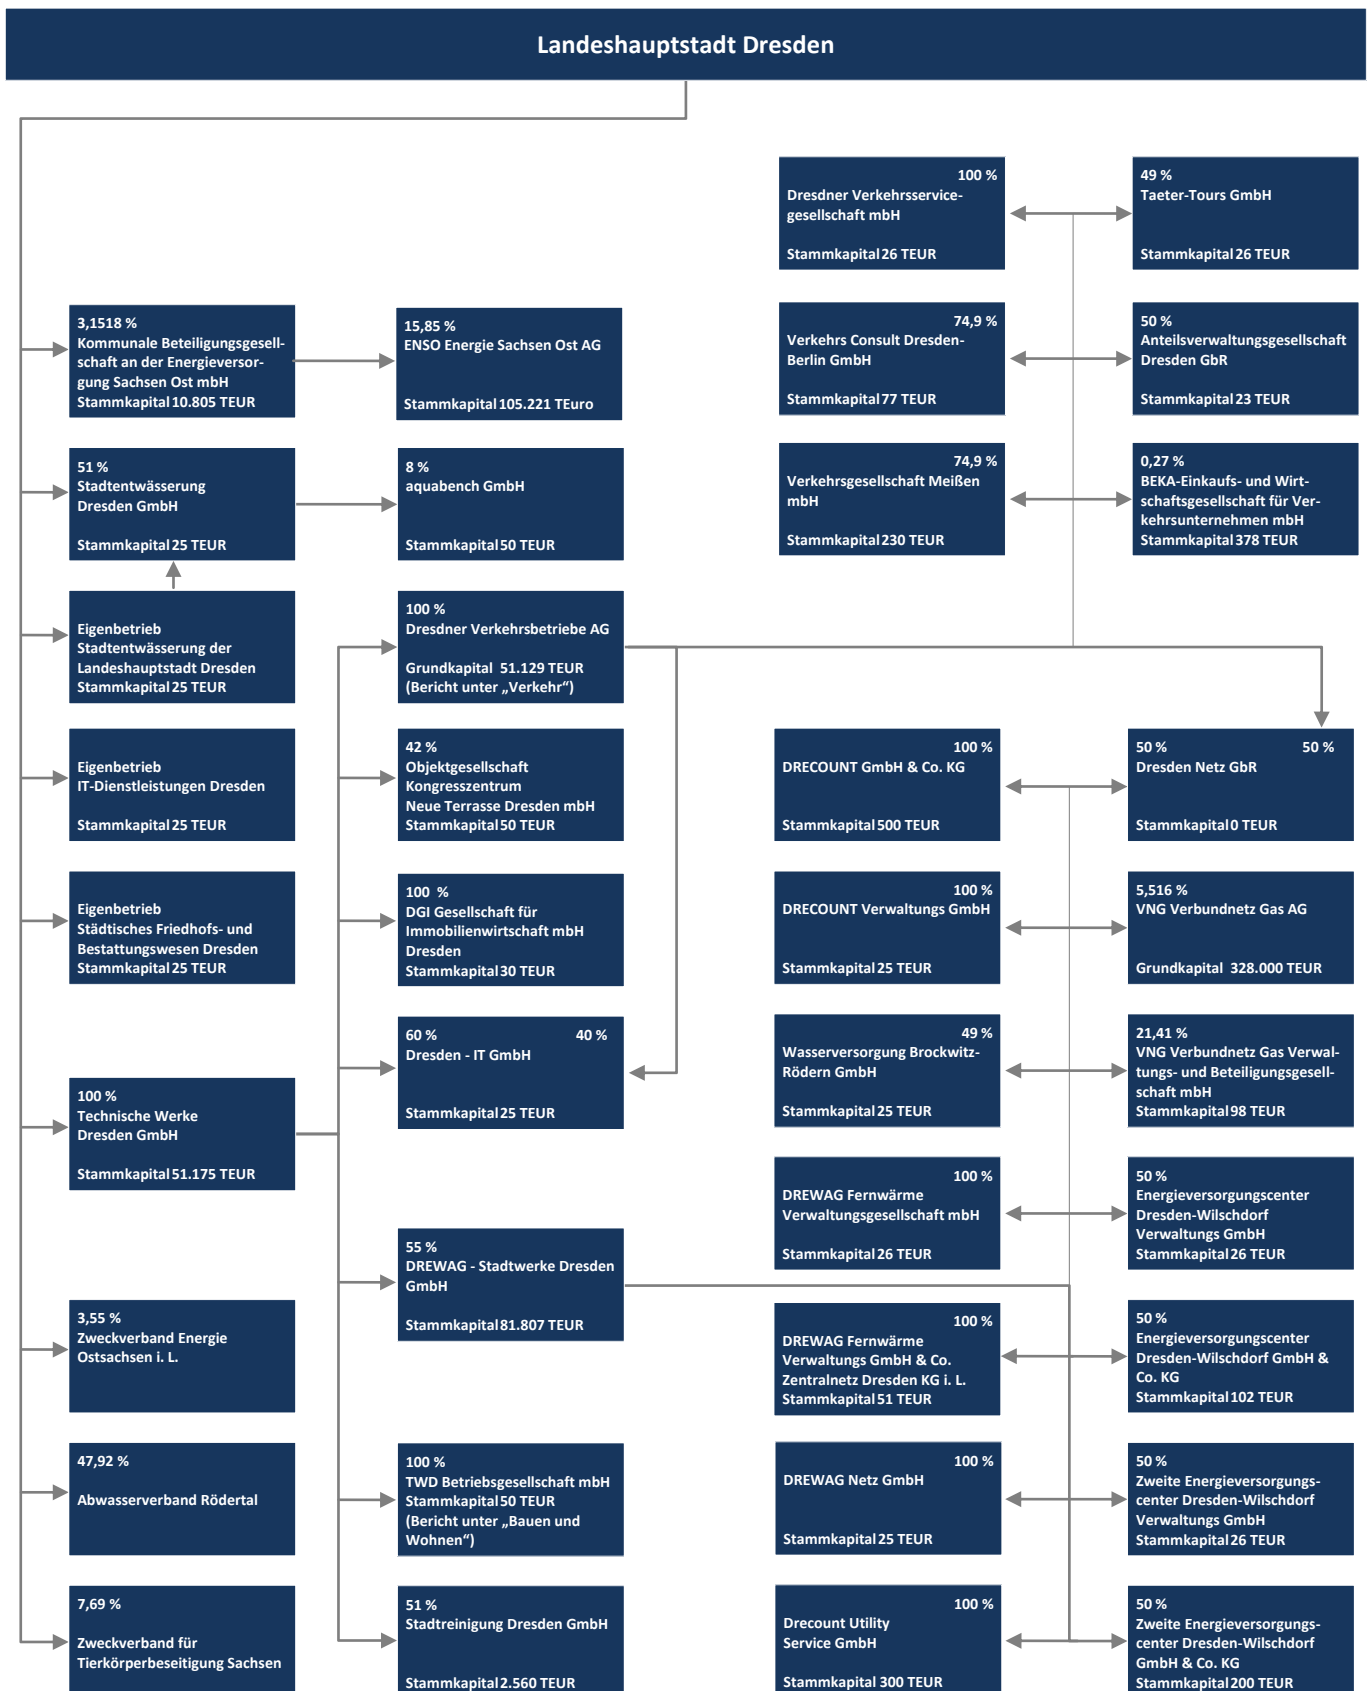 Landeshauptstadt Dresden
3,1518 %
Kommunale Beteiligungsgesell-
schaft an der Energieversor-
gung Sachsen Ost mbH
Stammkapital 10.805 TEUR
51 %
Stadtentwässerung
Dresden GmbH
Stammkapital 25 TEUR
Eigenbetrieb
Stadtentwässerung der
Landeshauptstadt Dresden
Stammkapital 25 TEUR
Eigenbetrieb
IT-Dienstleistungen Dresden
Stammkapital 25 TEUR
Eigenbetrieb
Städtisches Friedhofs- und
Bestattungswesen Dresden
Stammkapital 25 TEUR
100 %
Technische Werke
Dresden GmbH
Stammkapital 51.175 TEUR
3,55 %
Zweckverband Energie
Ostsachsen i. L.
47,92 %
Abwasserverband Rödertal
7,69 %
Zweckverband für
Tierkörperbeseitigung Sachsen
15,85 %
ENSO Energie Sachsen Ost AG
Stammkapital 105.221 TEuro
8 %
aquabench GmbH
Stammkapital 50 TEUR
100 %
Dresdner Verkehrsbetriebe AG
Grundkapital 51.129 TEUR
(Bericht unter „Verkehr“)
42 %
Objektgesellschaft
Kongresszentrum
Neue Terrasse Dresden mbH
Stammkapital 50 TEUR
100 %
DGI Gesellschaft für
Immobilienwirtschaft mbH
Dresden
Stammkapital 30 TEUR
60 % 40 %
Dresden - IT GmbH
Stammkapital 25 TEUR
55 %
DREWAG - Stadtwerke Dresden
GmbH
Stammkapital 81.807 TEUR
100 %
TWD Betriebsgesellschaft mbH
Stammkapital 50 TEUR
(Bericht unter „Bauen und
Wohnen“)
51 %
Stadtreinigung Dresden GmbH
Stammkapital 2.560 TEUR
100 %
Dresdner Verkehrsservice-
gesellschaft mbH
Stammkapital 26 TEUR
74,9 %
Verkehrs Consult Dresden-
Berlin GmbH
Stammkapital 77 TEUR
74,9 %
Verkehrsgesellschaft Meißen
mbH
Stammkapital 230 TEUR
100 %
DRECOUNT GmbH & Co. KG
Stammkapital 500 TEUR
100 %
DRECOUNT Verwaltungs GmbH
Stammkapital 25 TEUR
49 %
Wasserversorgung Brockwitz-
Rödern GmbH
Stammkapital 25 TEUR
100 %
DREWAG Fernwärme
Verwaltungsgesellschaft mbH
Stammkapital 26 TEUR
100 %
DREWAG Fernwärme
Verwaltungs GmbH & Co.
Zentralnetz Dresden KG i. L.
Stammkapital 51 TEUR
100 %
DREWAG Netz GmbH
Stammkapital 25 TEUR
100 %
Drecount Utility
Service GmbH
Stammkapital 300 TEUR
49 %
Taeter-Tours GmbH
Stammkapital 26 TEUR
50 %
Anteilsverwaltungsgesellschaft
Dresden GbR
Stammkapital 23 TEUR
0,27 %
BEKA-Einkaufs- und Wirt-
schaftsgesellschaft für Ver-
kehrsunternehmen mbH
Stammkapital 378 TEUR
50 % 50 %
Dresden Netz GbR
Stammkapital 0 TEUR
5,516 %
VNG Verbundnetz Gas AG
Grundkapital 328.000 TEUR
21,41 %
VNG Verbundnetz Gas Verwal-
tungs- und Beteiligungsgesell-
schaft mbH
Stammkapital 98 TEUR
50 %
Energieversorgungscenter
Dresden-Wilschdorf
Verwaltungs GmbH
Stammkapital 26 TEUR
50 %
Energieversorgungscenter
Dresden-Wilschdorf GmbH &
Co. KG
Stammkapital 102 TEUR
50 %
Zweite Energieversorgungs-
center Dresden-Wilschdorf
Verwaltungs GmbH
Stammkapital 26 TEUR
50 %
Zweite Energieversorgungs-
center Dresden-Wilschdorf
GmbH & Co. KG
Stammkapital 200 TEUR